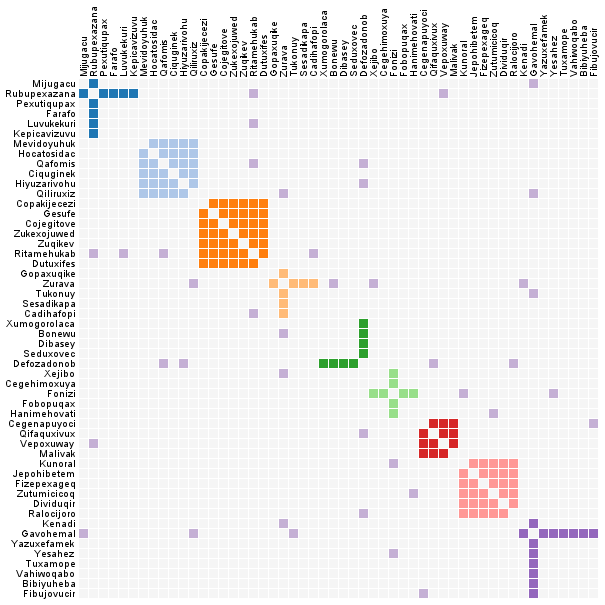 Mijugacu
Rubupexazana
Pexutiqupax
Farafo
Luvukekuri
Kepicavizuvu
Mevidoyuhuk
Hocatosidac
Qafomis
Ciquginek
Hiyuzarivohu
Qiliruxiz
Copakijecezi
Gesufe
Cojegitove
Zukexojuwed
Zuqikev
Ritamehukab
Dutuxifes
Gopaxuqike
Zurava
Tukonuy
Sesadikapa
Cadihafopi
Xumogorolaca
Bonewu
Dibasey
Seduxovec
Defozadonob
Xejibo
Cegehimoxuya
Fonizi
Fobopuqax
Hanimehovati
Cegenapuyoci
Qifaquxivux
Vepoxuway
Malivak
Kunoral
Jepohibetem
Fizepexageq
Zutumicicoq
Dividuqir
Ralocijoro
Kenadi
Gavohemal
Yazuxefamek
Yesahez
Tuxamope
Vahiwoqabo
Bibiyuheba
Fibujovucir
Mijugacu
Rubupexazana
Pexutiqupax
Farafo
Luvukekuri
Kepicavizuvu
Mevidoyuhuk
Hocatosidac
Qafomis
Ciquginek
Hiyuzarivohu
Qiliruxiz
Copakijecezi
Gesufe
Cojegitove
Zukexojuwed
Zuqikev
Ritamehukab
Dutuxifes
Gopaxuqike
Zurava
Tukonuy
Sesadikapa
Cadihafopi
Xumogorolaca
Bonewu
Dibasey
Seduxovec
Defozadonob
Xejibo
Cegehimoxuya
Fonizi
Fobopuqax
Hanimehovati
Cegenapuyoci
Qifaquxivux
Vepoxuway
Malivak
Kunoral
Jepohibetem
Fizepexageq
Zutumicicoq
Dividuqir
Ralocijoro
Kenadi
Gavohemal
Yazuxefamek
Yesahez
Tuxamope
Vahiwoqabo
Bibiyuheba
Fibujovucir